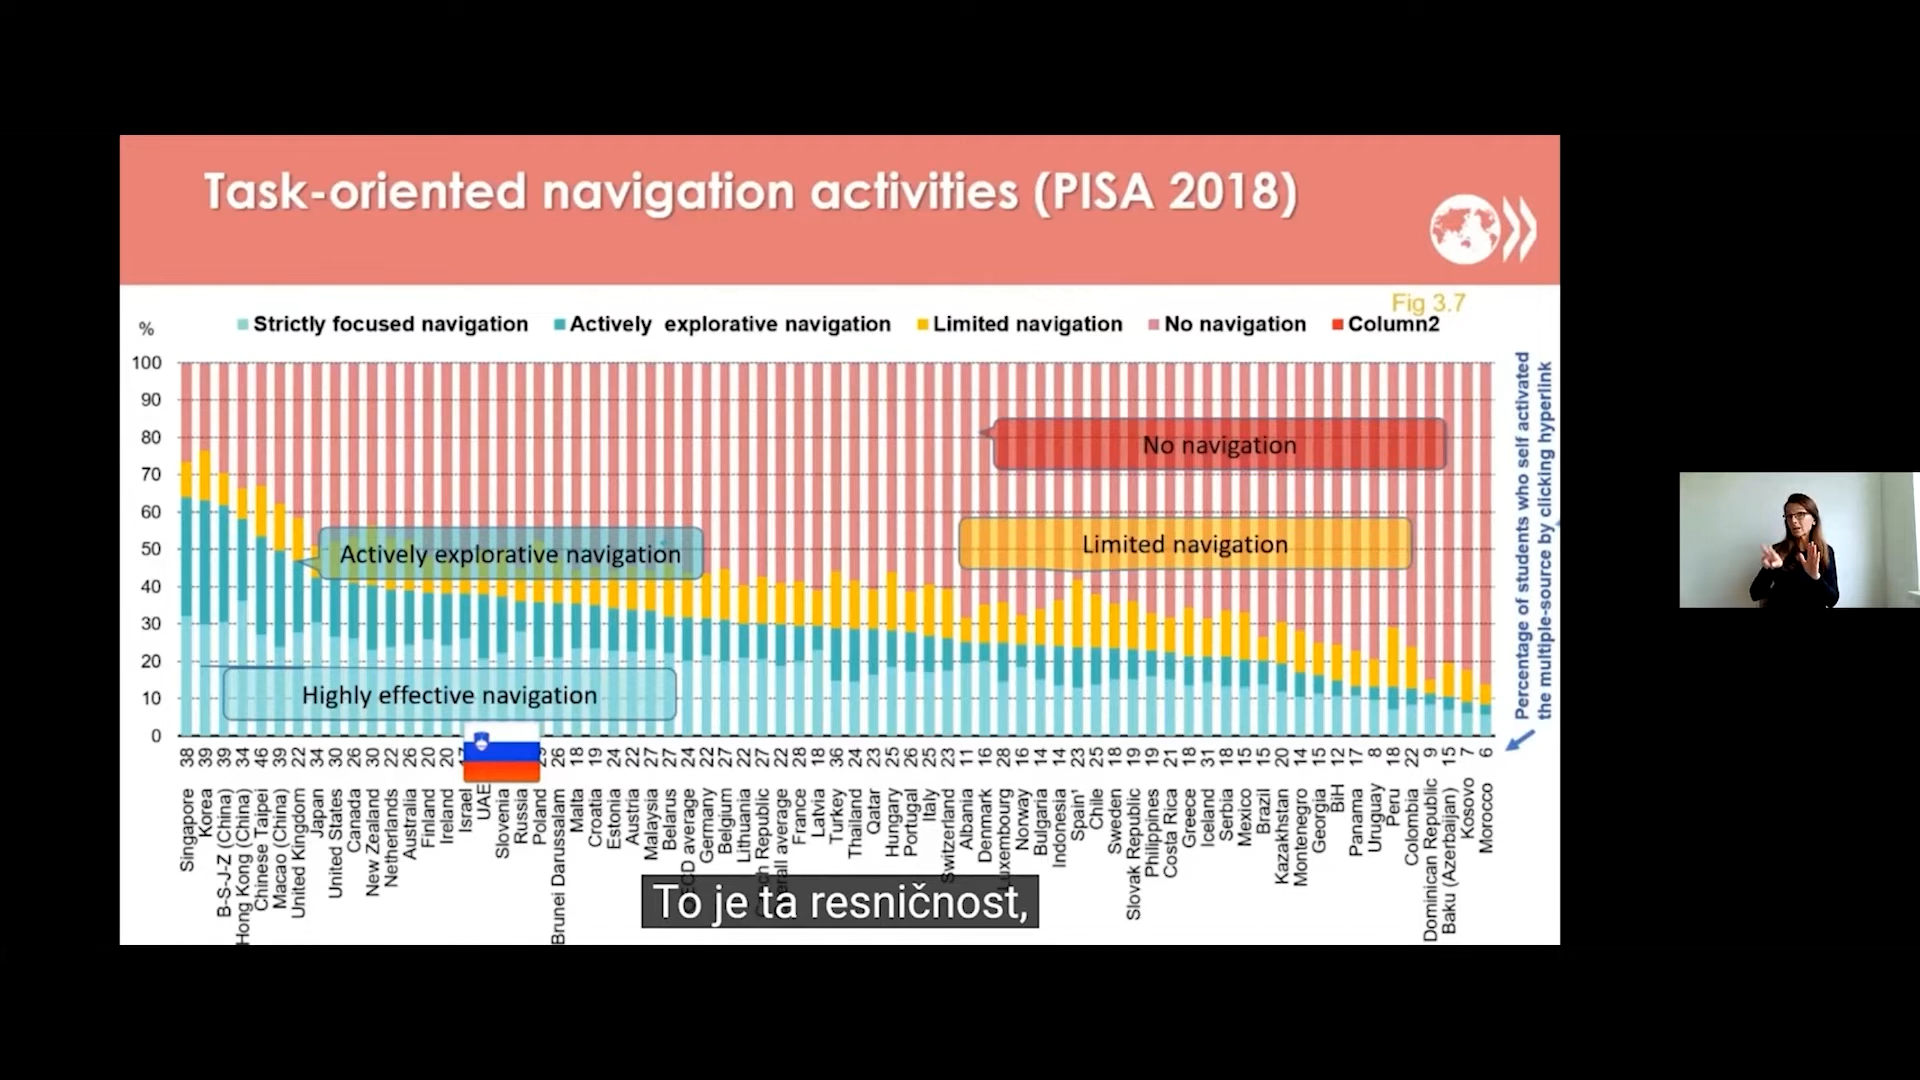 Task-oriented navigation activities (PISA 2018)
Fig 3.7
% Strictly focused navigation Actively explorative navigation Limited navigation No navigation Column2
100
90
80
70
60
50
40
30
20
10
0
No navigation
Limited navigation
Actively explorative navigation
Highly effective navigation
Percentage of students who self activated
the multiple-source by clicking hyperlink
38 39 39 34 46 39 22 34 30 26 30 22 26 20 20 26 18 19 24 22 27 27 24 22 27 22 27 22 28 18 36 24 23 25 26 25 23 11 16 28 16 14 14 23 25 18 19 19 21 18 31 18 15 15 20 14 15 12 17 8 18 22 9 15 7 6
Singapore
Korea
B-S-J-Z (China)
Hong Kong (China)
Chinese Taipei
Macao (China)
United Kingdom
Japan
United States
Canada
New Zealand
Netherlands
Australia
Finland
Ireland
Israel
UAE
Slovenia
Russia
Poland
Brunei Darussalam
Malta
Croatia
Estonia
Austria
Malaysia
Belarus
average
Germany
Belgium
Lithuania
Republic
average
France
Latvia
Turkey
Thailand
Qatar
Hungary
Portugal
Italy
Switzerland
Albania
Denmark
Luxembourg
Norway
Bulgaria
Indonesia
Spain¹
Chile
Sweden
Slovak Republic
Philippines
Costa Rica
Greece
Iceland
Serbia
Mexico
Brazil
Kazakhstan
Montenegro
Georgia
BiH
Panama
Uruguay
Peru
Colombia
Dominican Republic
Baku (Azerbaijan)
Kosovo
Morocco
To je ta resničnost,